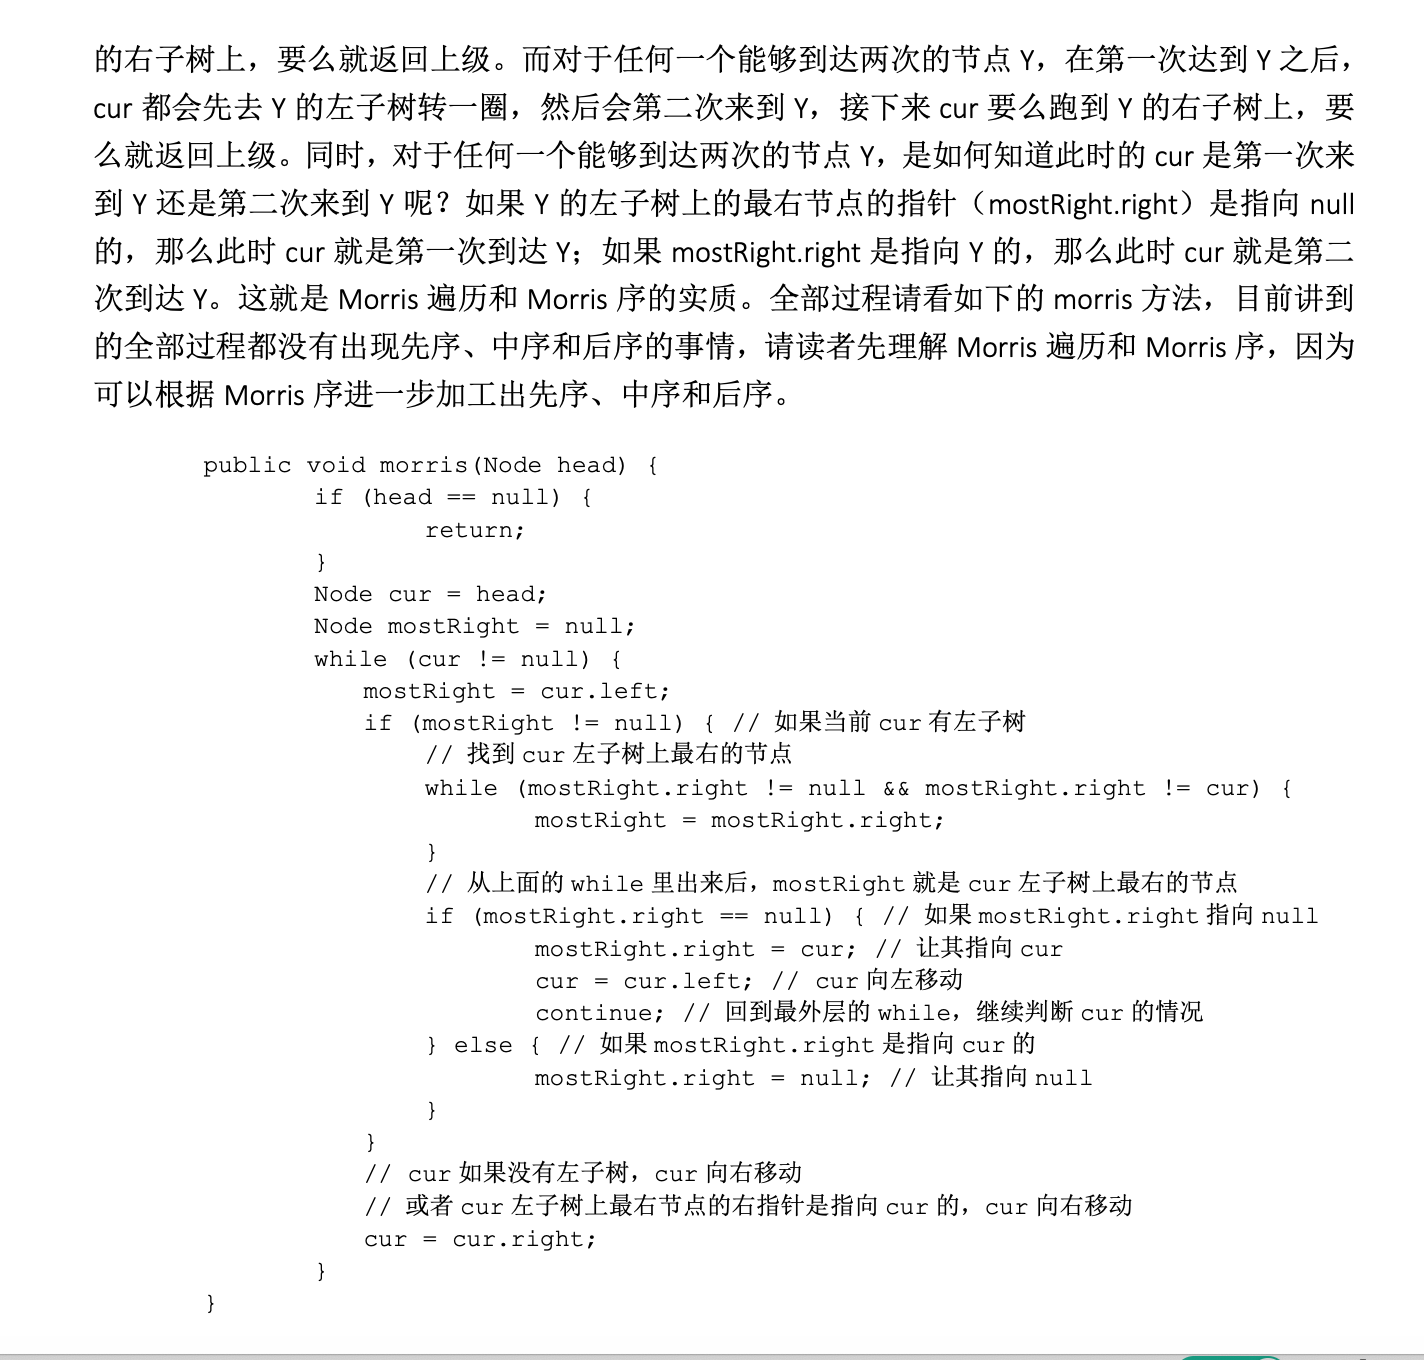 的右子树上，要么就返回上级。而对于任何一个能够到达两次的节点 Y，在第一次达到 Y 之后，
cur 都会先去 Y 的左子树转一圈，然后会第二次来到 Y，接下来 cur 要么跑到 Y 的右子树上，要
么就返回上级。同时，对于任何一个能够到达两次的节点 Y，是如何知道此时的 cur 是第一次来
到 Y 还是第二次来到 Y 呢？如果 Y 的左子树上的最右节点的指针（mostRight.right）是指向 null
的，那么此时 cur 就是第一次到达 Y；如果 mostRight.right 是指向 Y 的，那么此时 cur 就是第二
次到达 Y。这就是 Morris 遍历和 Morris 序的实质。全部过程请看如下的 morris 方法，目前讲到
的全部过程都没有出现先序、中序和后序的事情，请读者先理解 Morris 遍历和 Morris 序，因为
可以根据 Morris 序进一步加工出先序、中序和后序。
public void morris(Node head) {
if (head == null) {
return;
}
Node cur = head;
Node mostRight = null;
while (cur != null) {
mostRight = cur.left;
if (mostRight != null) { // 如果当前 cur 有左子树
// 找到 cur 左子树上最右的节点
while (mostRight.right != null && mostRight.right != cur) {
mostRight = mostRight.right;
}
// 从上面的 while 里出来后，mostRight 就是 cur 左子树上最右的节点
if (mostRight.right == null) { // 如果 mostRight.right 指向 null
mostRight.right = cur; // 让其指向 cur
cur = cur.left; // cur 向左移动
continue; // 回到最外层的 while，继续判断 cur 的情况
} else { // 如果 mostRight.right 是指向 cur 的
mostRight.right = null; // 让其指向 null
}
}
// cur 如果没有左子树，cur 向右移动
// 或者 cur 左子树上最右节点的右指针是指向 cur 的，cur 向右移动
cur = cur.right;
}
}